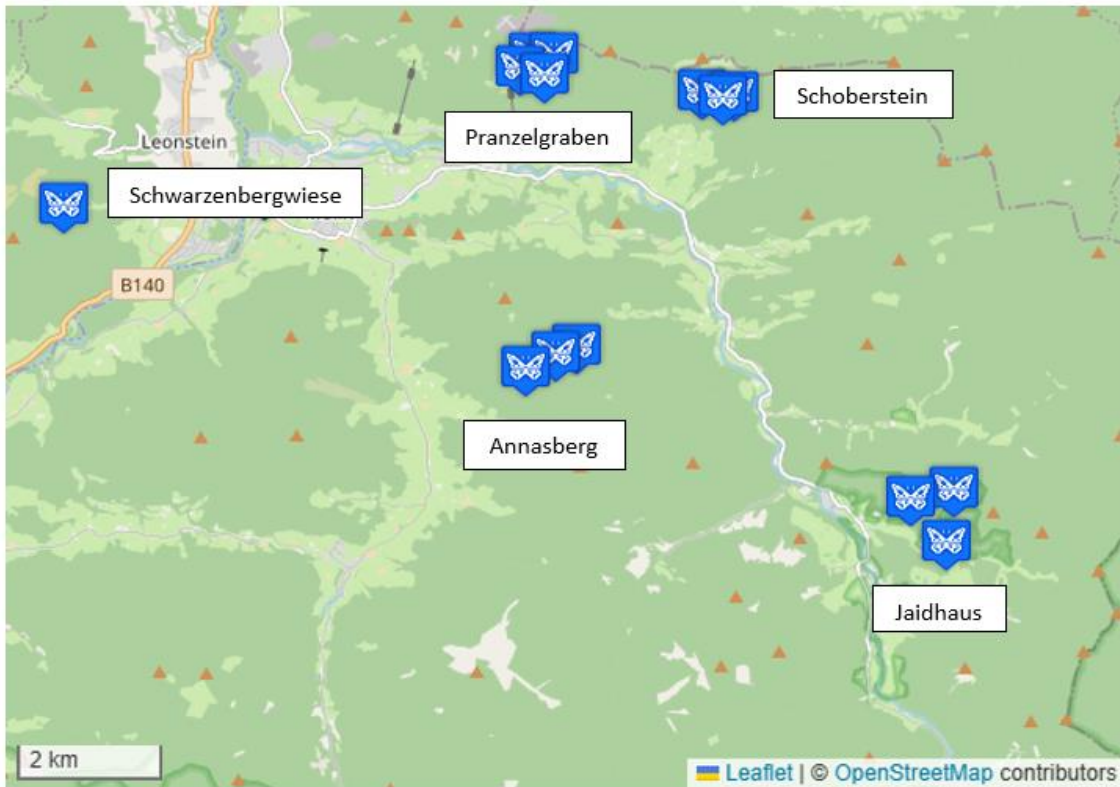 Schoberstein
Pranzelgraben
Leonstein
Schwarzenbergwiese
B140
Annasberg
Jaidhaus
2 km
Leaflet | © OpenStreetMap contributors